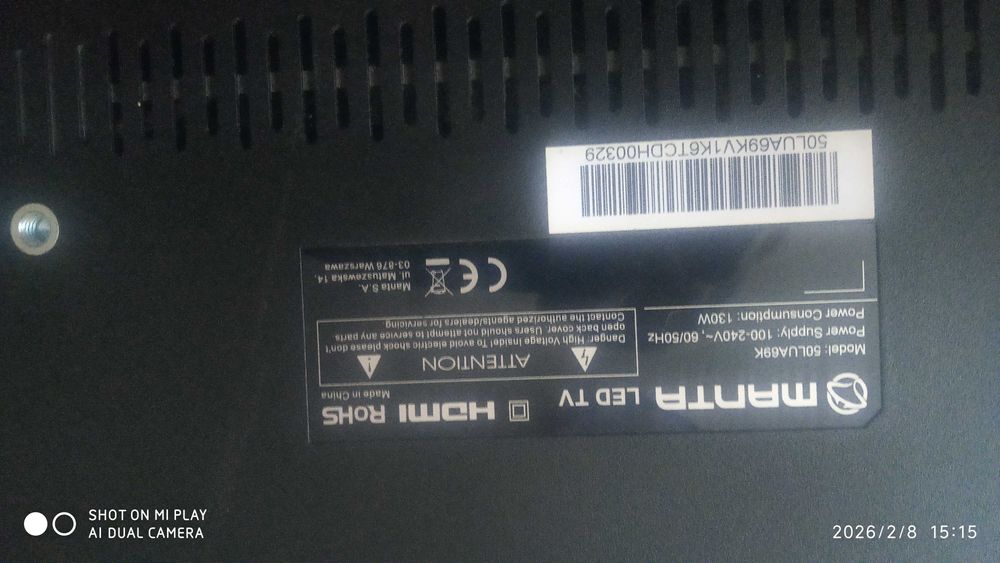 MANTA LED TV
HDMI RoHS
Made in China
Model: 50LUA69K
Power Supply: 100-240V~, 60/50Hz
Power Consumption: 130W
ATTENTION
Danger: High Voltage Inside! To avoid electric shock please don't
open back cover. Users should not attempt to service any parts.
Contact the authorized agents/dealers for servicing
CE
Manta S.A.
ul. Matuszewska 14,
03-876 Warszawa
50LUA69KV1K6TCDH00329
SHOT ON MI PLAY
AI DUAL CAMERA
2026/2/8 15:15